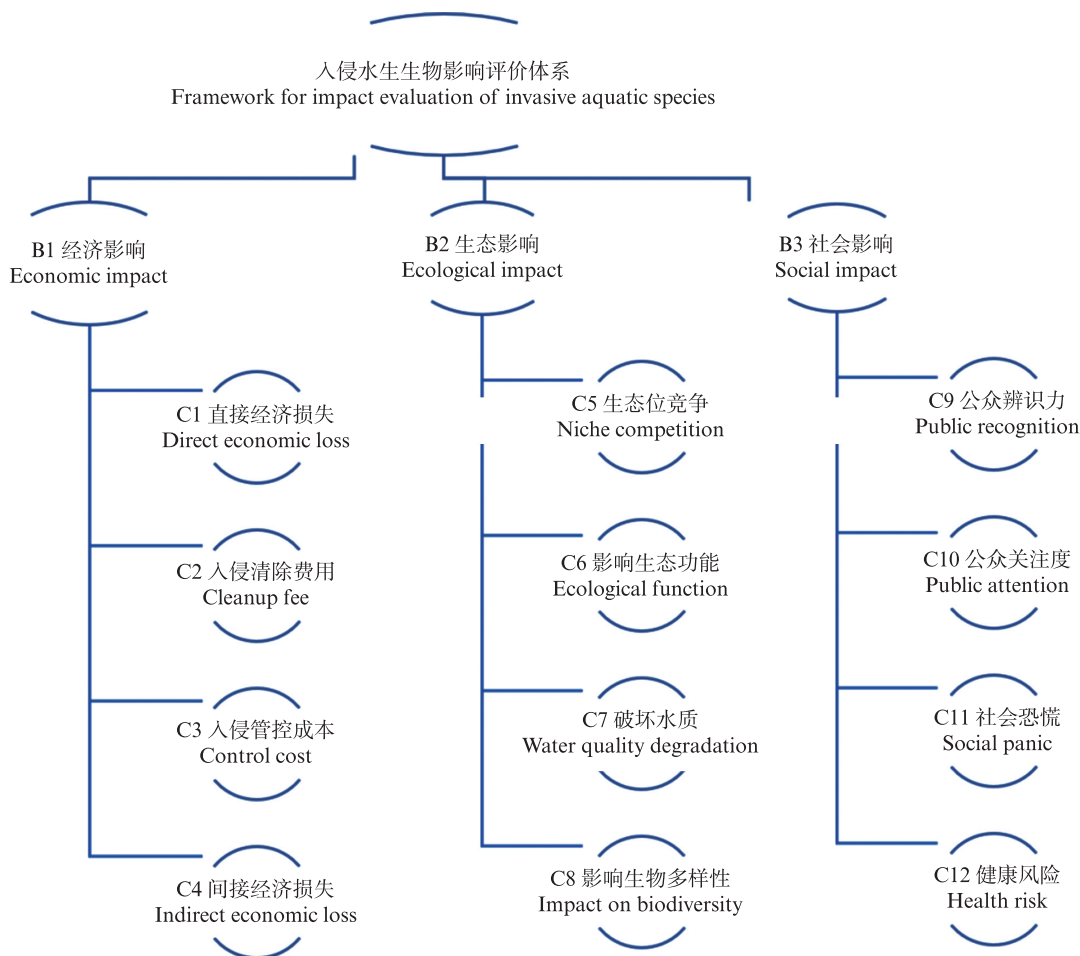 入侵水生生物影响评价体系
Framework for impact evaluation of invasive aquatic species
B1 经济影响
Economic impact
B2 生态影响
Ecological impact
B3 社会影响
Social impact
C1 直接经济损失
Direct economic loss
C2 入侵清除费用
Cleanup fee
C3 入侵管控成本
Control cost
C4 间接经济损失
Indirect economic loss
C5 生态位竞争
Niche competition
C6 影响生态功能
Ecological function
C7 破坏水质
Water quality degradation
C8 影响生物多样性
Impact on biodiversity
C9 公众辨识力
Public recognition
C10 公众关注度
Public attention
C11 社会恐慌
Social panic
C12 健康风险
Health risk